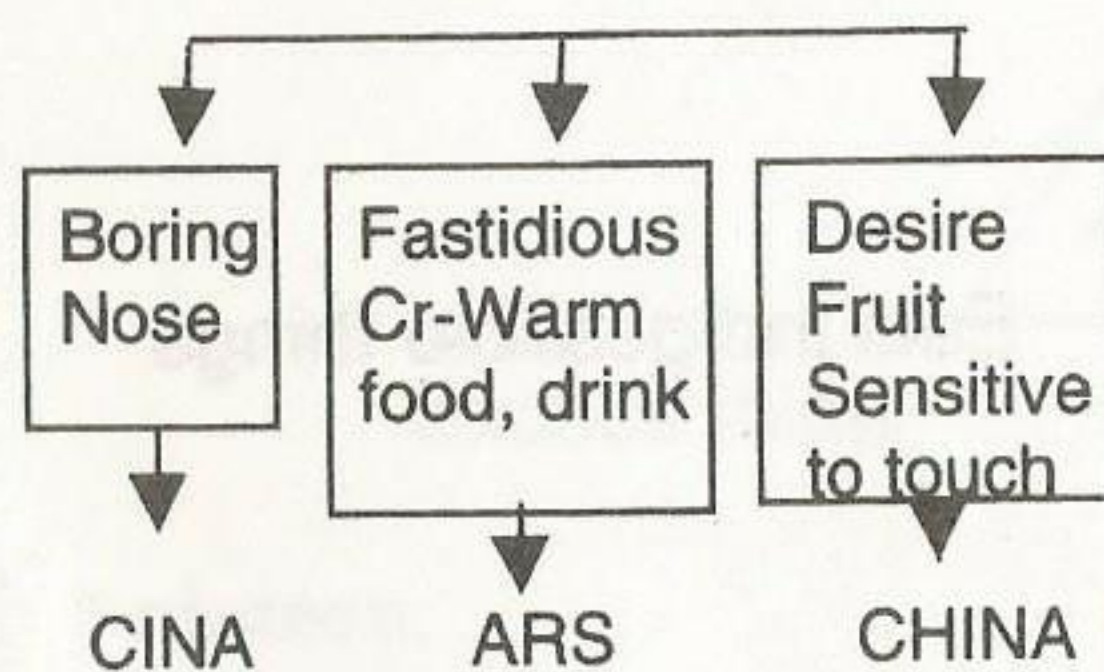 Boring
Nose
Fastidious
Cr-Warm
food, drink
Desire
Fruit
Sensitive
to touch
CINA
ARS
CHINA